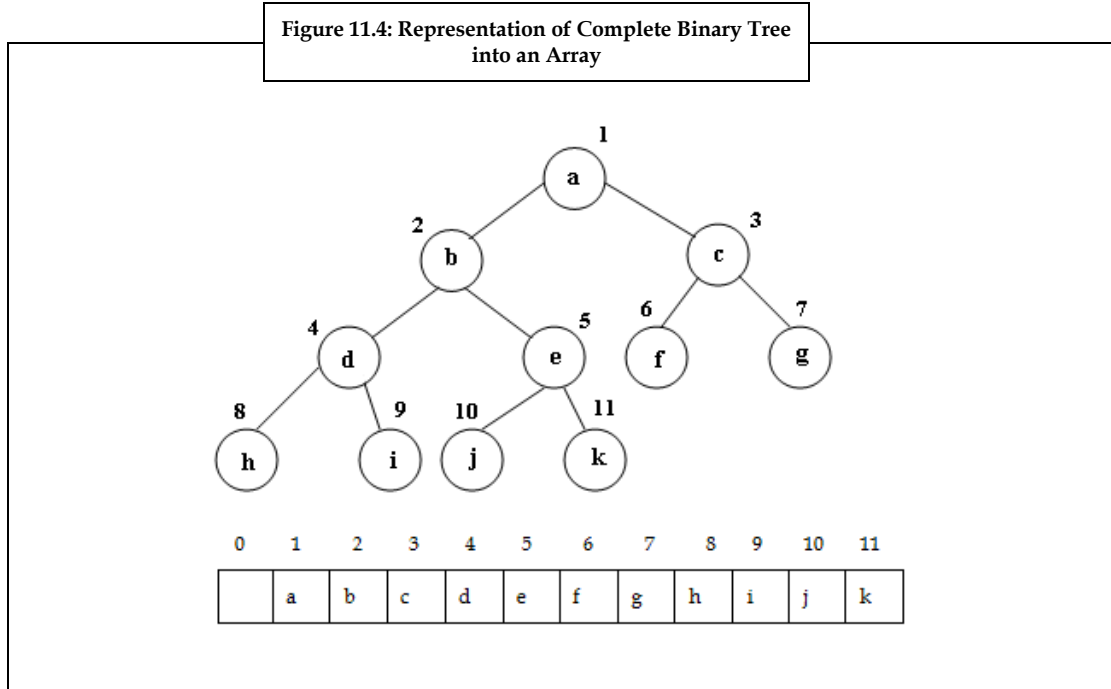 Figure 11.4: Representation of Complete Binary Tree
into an Array
1
a
2
b
3
c
4
d
5
e
6
f
7
g
8
h
9
i
10
j
11
k
0 1 2 3 4 5 6 7 8 9 10 11
a b c d e f g h i j k